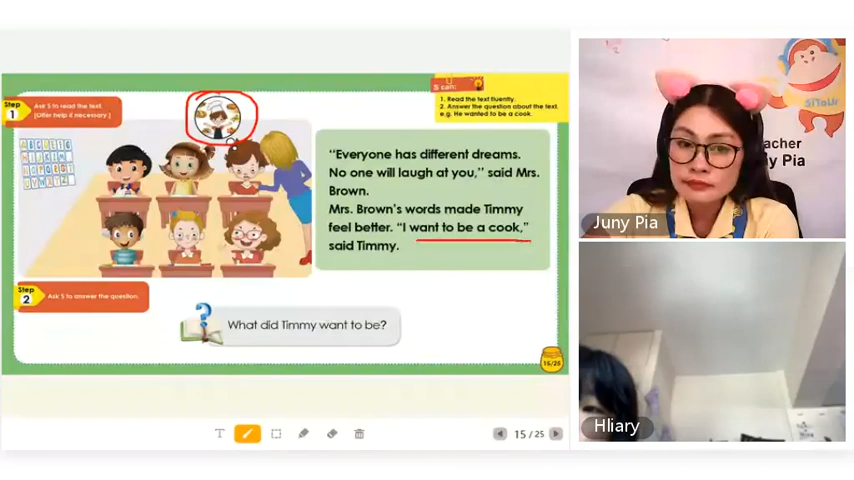 Step 1
Ask S to read the text.
[Offer help if necessary.]
S can:
1. Read the text fluently.
2. Answer the question about the text.
e.g. He wanted to be a cook.
"Everyone has different dreams.
No one will laugh at you," said Mrs.
Brown.
Mrs. Brown's words made Timmy
feel better. "I want to be a cook,"
said Timmy.
Step 2
Ask S to answer the question.
What did Timmy want to be?
15/25
T
15 / 25
SiToUr
Juny Pia
Hliary